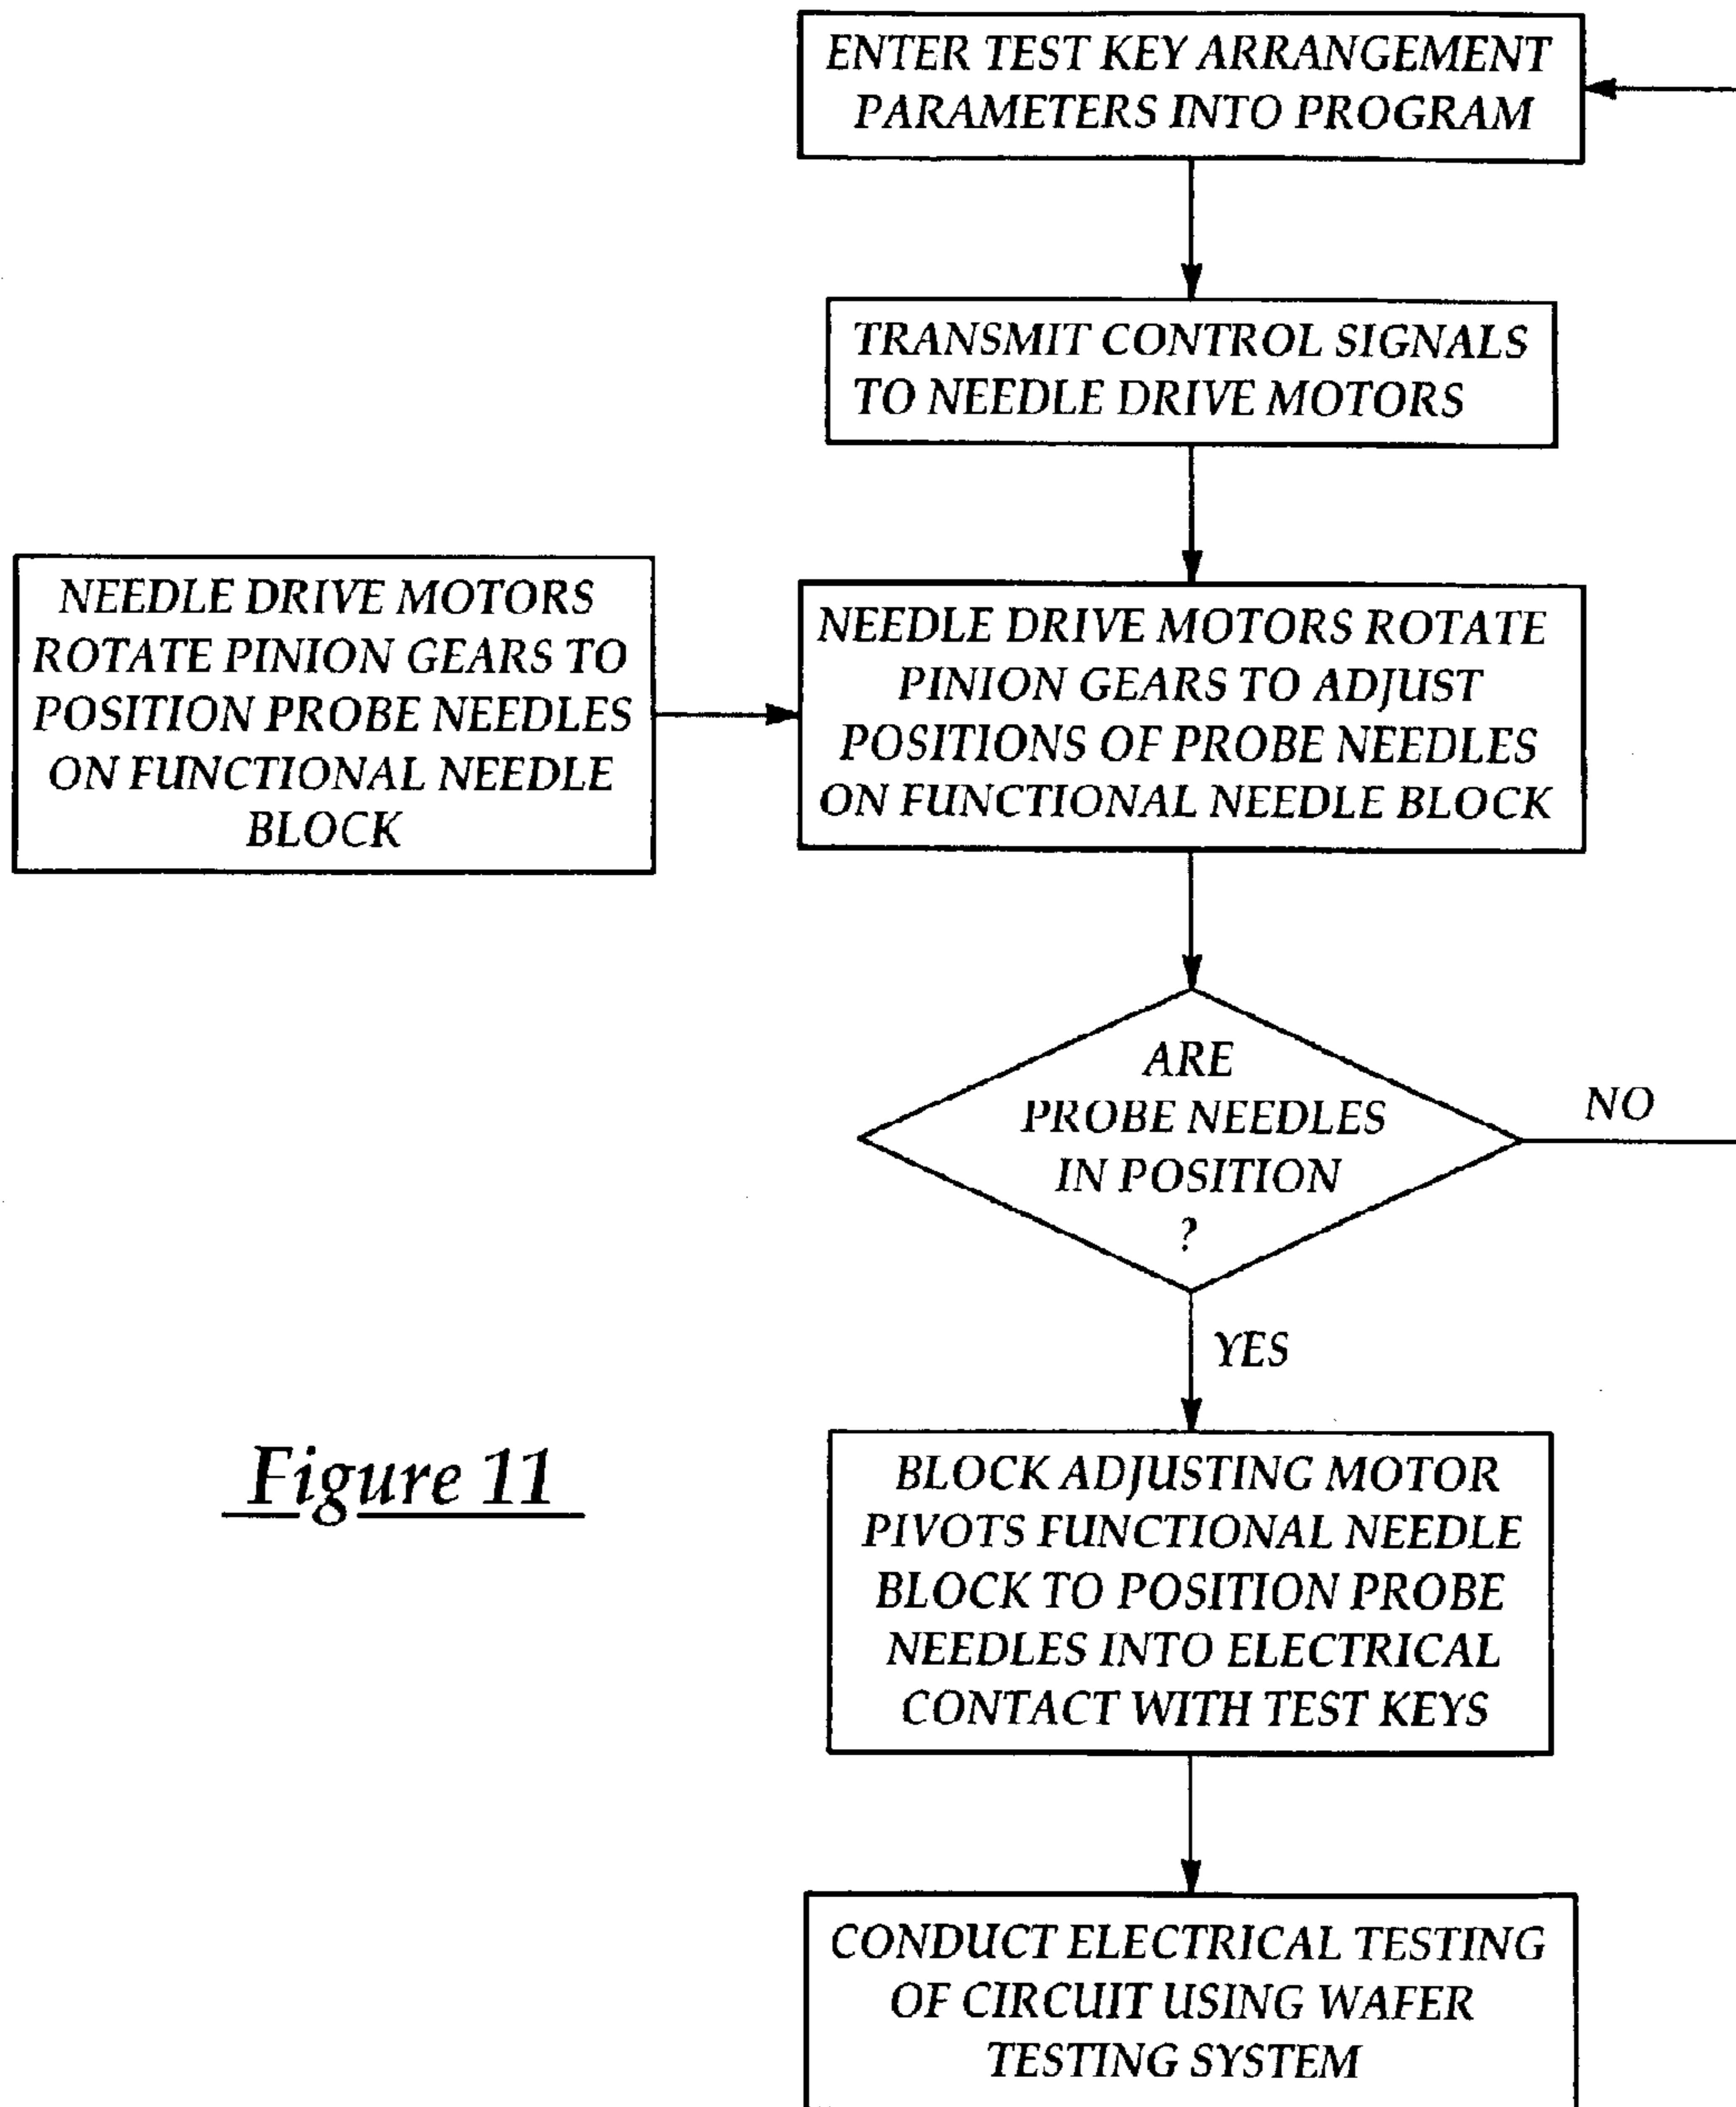 ENTER TEST KEY ARRANGEMENT
PARAMETERS INTO PROGRAM
TRANSMIT CONTROL SIGNALS
TO NEEDLE DRIVE MOTORS
NEEDLE DRIVE MOTORS
ROTATE PINION GEARS TO
POSITION PROBE NEEDLES
ON FUNCTIONAL NEEDLE
BLOCK
NEEDLE DRIVE MOTORS ROTATE
PINION GEARS TO ADJUST
POSITIONS OF PROBE NEEDLES
ON FUNCTIONAL NEEDLE BLOCK
ARE
PROBE NEEDLES
IN POSITION
?
NO
YES
BLOCK ADJUSTING MOTOR
PIVOTS FUNCTIONAL NEEDLE
BLOCK TO POSITION PROBE
NEEDLES INTO ELECTRICAL
CONTACT WITH TEST KEYS
Figure 11
CONDUCT ELECTRICAL TESTING
OF CIRCUIT USING WAFER
TESTING SYSTEM